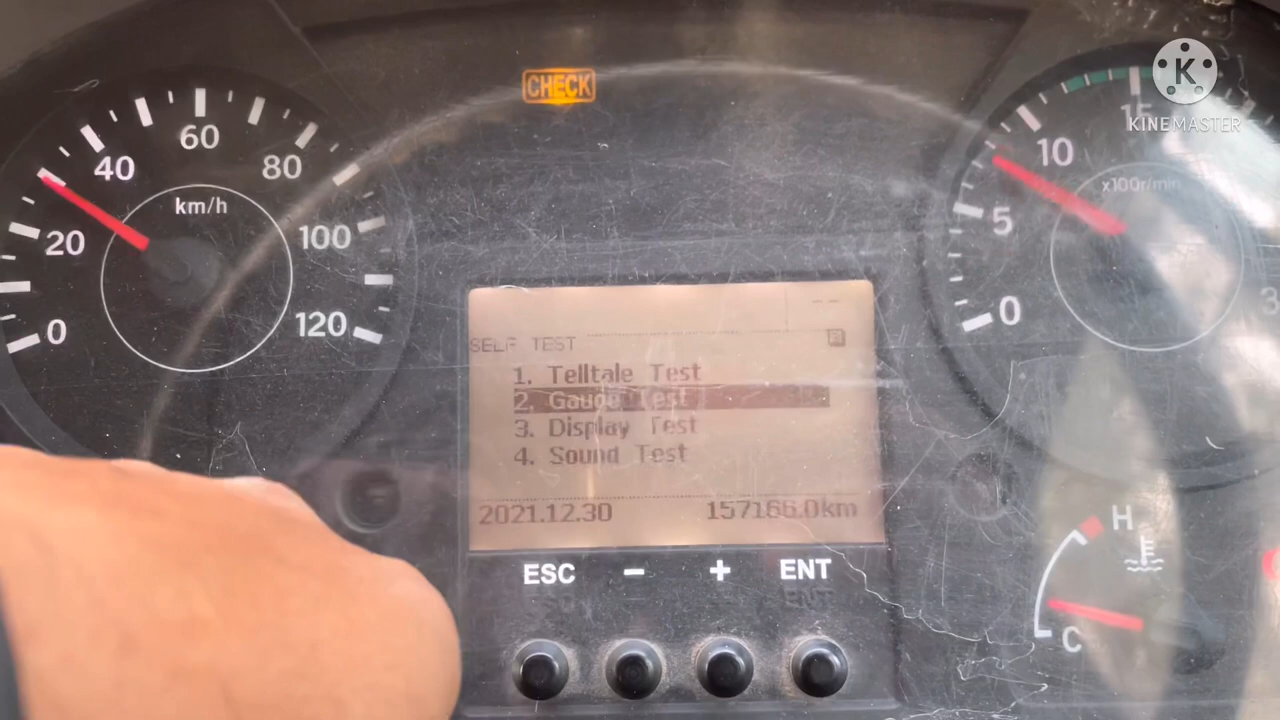 CHECK
K
KINEMASTER
0
20
40
60
80
100
120
km/h
0
5
10
15
x100r/min
SELF TEST
1. Telltale Test
2. Gauge Test
3. Display Test
4. Sound Test
2021.12.30 157166.0km
ESC - + ENT
H
C